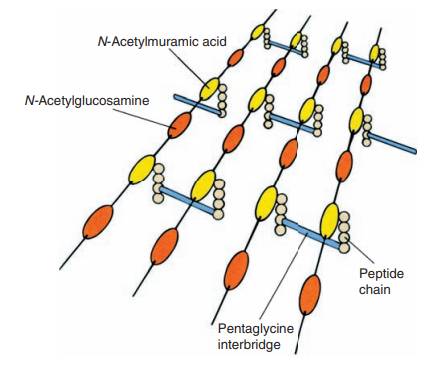 N-Acetylmuramic acid
N-Acetylglucosamine
Peptide
chain
Pentaglycine
interbridge